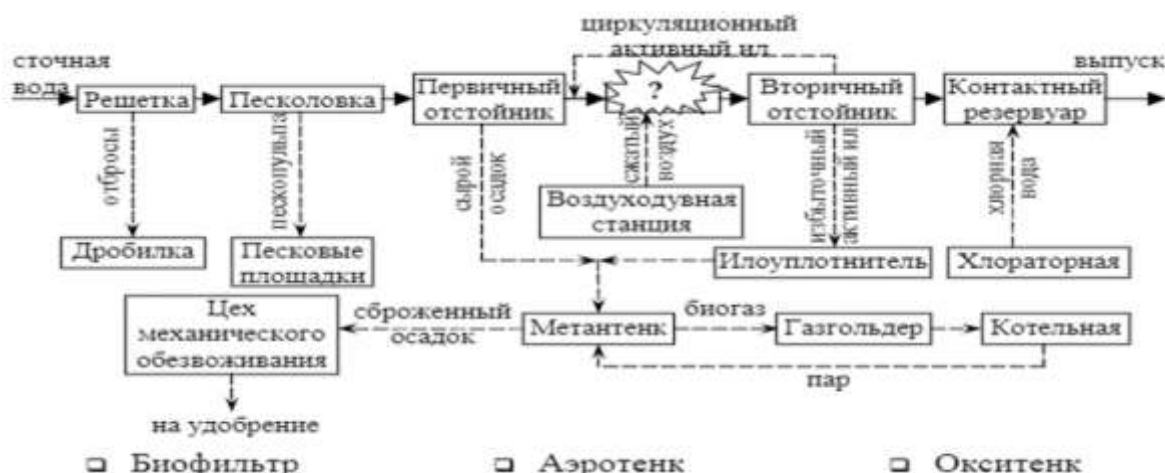 циркуляционный
активный ил
сточная
вода
выпуск
Решетка
Песколовка
Первичный
отстойник
?
Вторичный
отстойник
Контактный
резервуар
отбросы
пескопульпа
сырой
осадок
сжатый
воздух
избыточный
активный ил
хлорная
вода
Воздуходувная
станция
Дробилка
Песковые
площадки
Илоуплотнитель
Хлораторная
Цех
механического
обезвоживания
сброженный
осадок
Метантенк
биогаз
Газгольдер
Котельная
пар
на удобрение
Биофильтр
Аэротенк
Окситенк